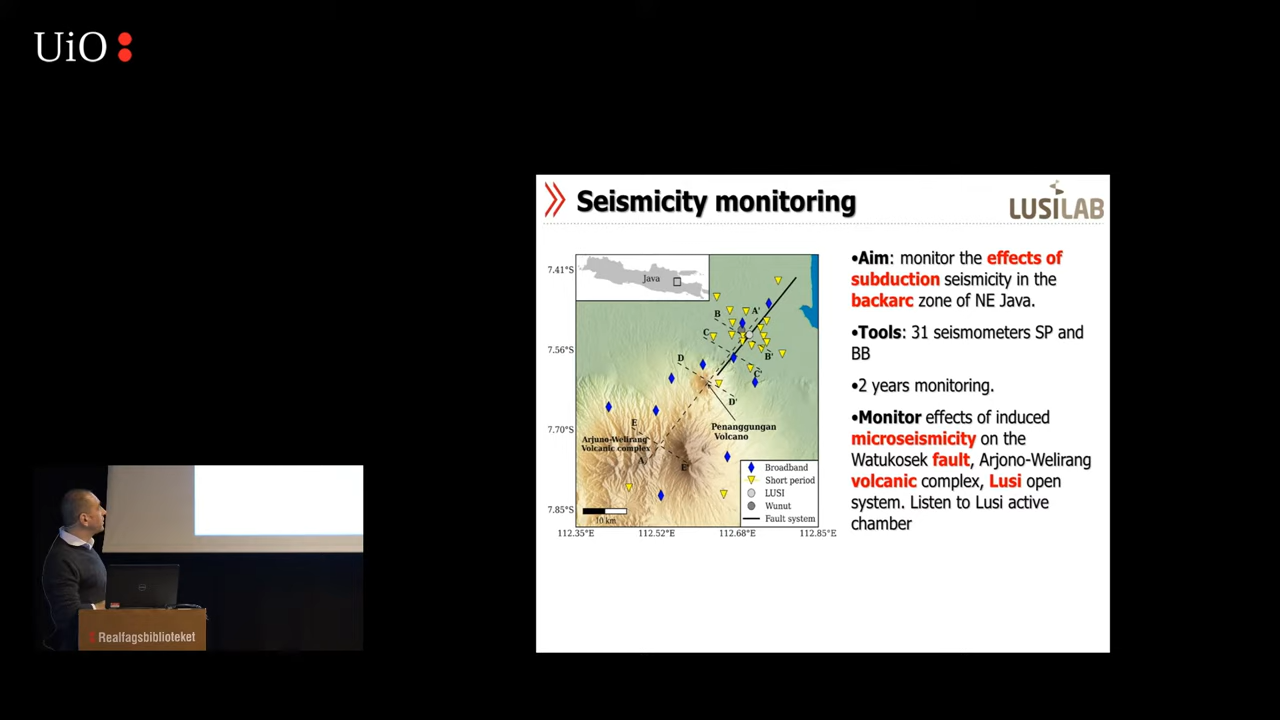 UiO:
Seismicity monitoring
LUSILAB
•Aim: monitor the effects of
subduction seismicity in the
backarc zone of NE Java.
•Tools: 31 seismometers SP and
BB
•2 years monitoring.
•Monitor effects of induced
microseismicity on the
Watukosek fault, Arjono-Welirang
volcanic complex, Lusi open
system. Listen to Lusi active
chamber
Java
7.41°S
7.56°S
7.70°S
7.85°S
112.35°E
112.52°E
112.68°E
112.85°E
A'
B
C
B'
D
C'
D'
E
A
E'
Penanggungan
Volcano
Arjuno-Welirang
Volcanic complex
10 km
Broadband
Short period
LUSI
Wunut
Fault system
DELL
Realfagsbiblioteket